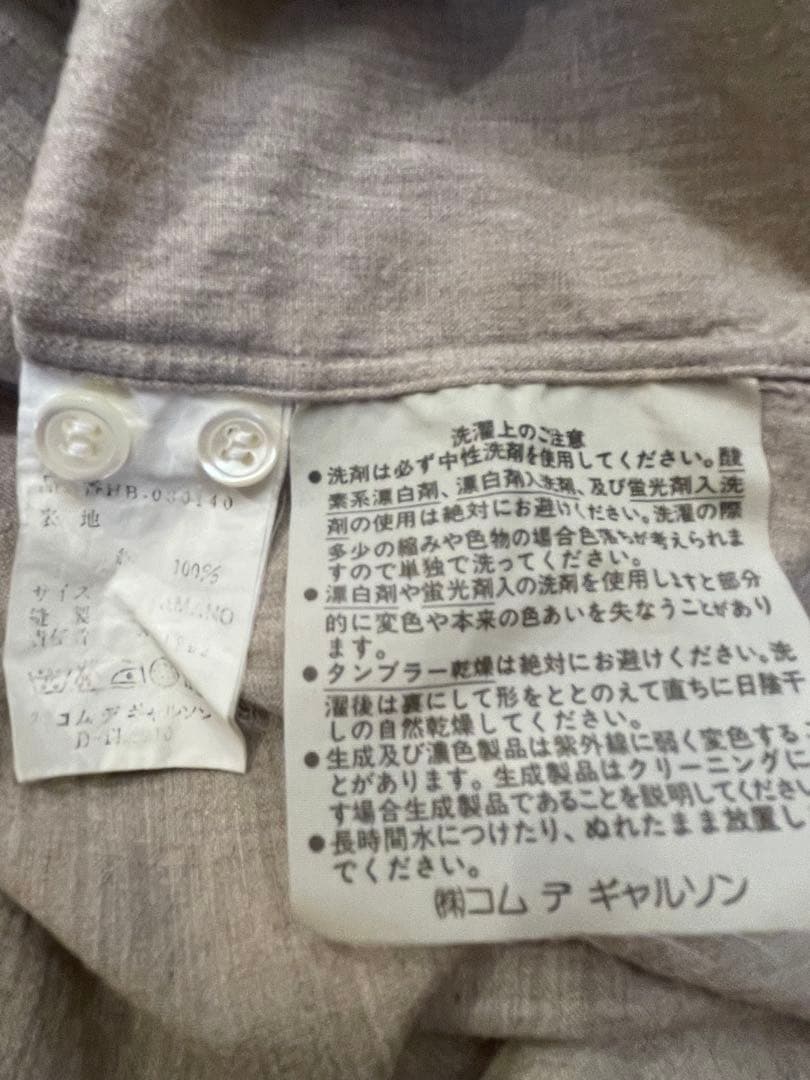 HB-030140
地
100%
サイズ
縫製
コム デ ギャルソン
洗濯上のご注意
●洗剤は必ず中性洗剤を使用してください。酸
素系漂白剤、漂白剤入洗剤、及び蛍光剤入洗
剤の使用は絶対にお避けください。洗濯の際
多少の縮みや色物の場合色落ちが考えられま
すので単独で洗ってください。
●漂白剤や蛍光剤入の洗剤を使用しますと部分
的に変色や本来の色あいを失なうことがあり
ます。
●タンブラー乾燥は絶対にお避けください。洗
濯後は裏にして形をととのえて直ちに日陰干
しの自然乾燥してください。
●生成及び濃色製品は紫外線に弱く変色するこ
とがあります。生成製品はクリーニングに
す場合生成製品であることを説明してください
●長時間水につけたり、ぬれたまま放置し
でください。
㈱コム デ ギャルソン